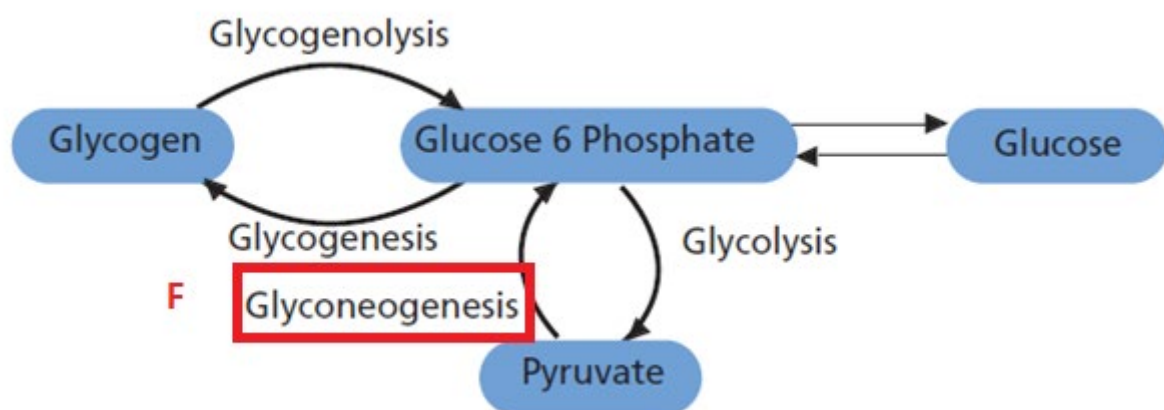 Glycogenolysis
Glycogen
Glucose 6 Phosphate
Glucose
Glycogenesis
Glycolysis
F
Glyconeogenesis
Pyruvate